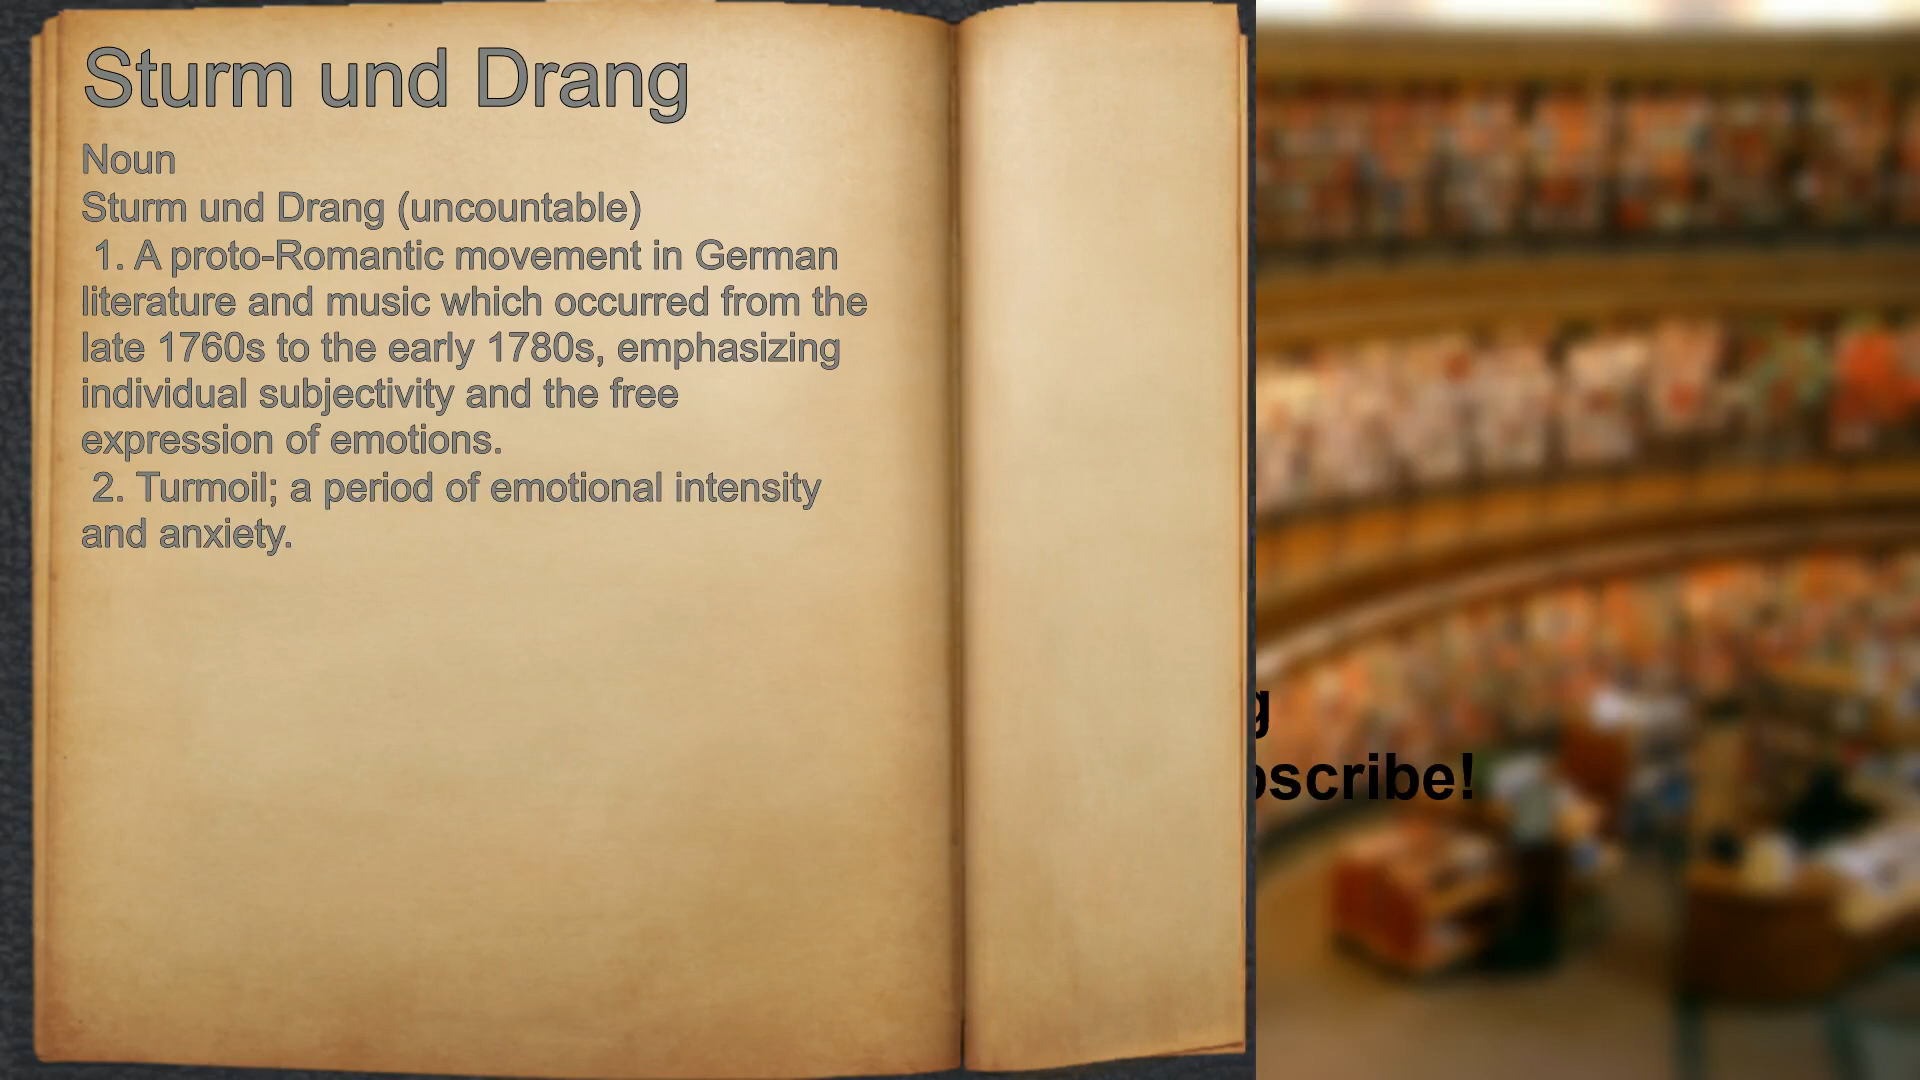 Sturm und Drang
Noun
Sturm und Drang (uncountable)
1. A proto-Romantic movement in German
literature and music which occurred from the
late 1760s to the early 1780s, emphasizing
individual subjectivity and the free
expression of emotions.
2. Turmoil; a period of emotional intensity
and anxiety.